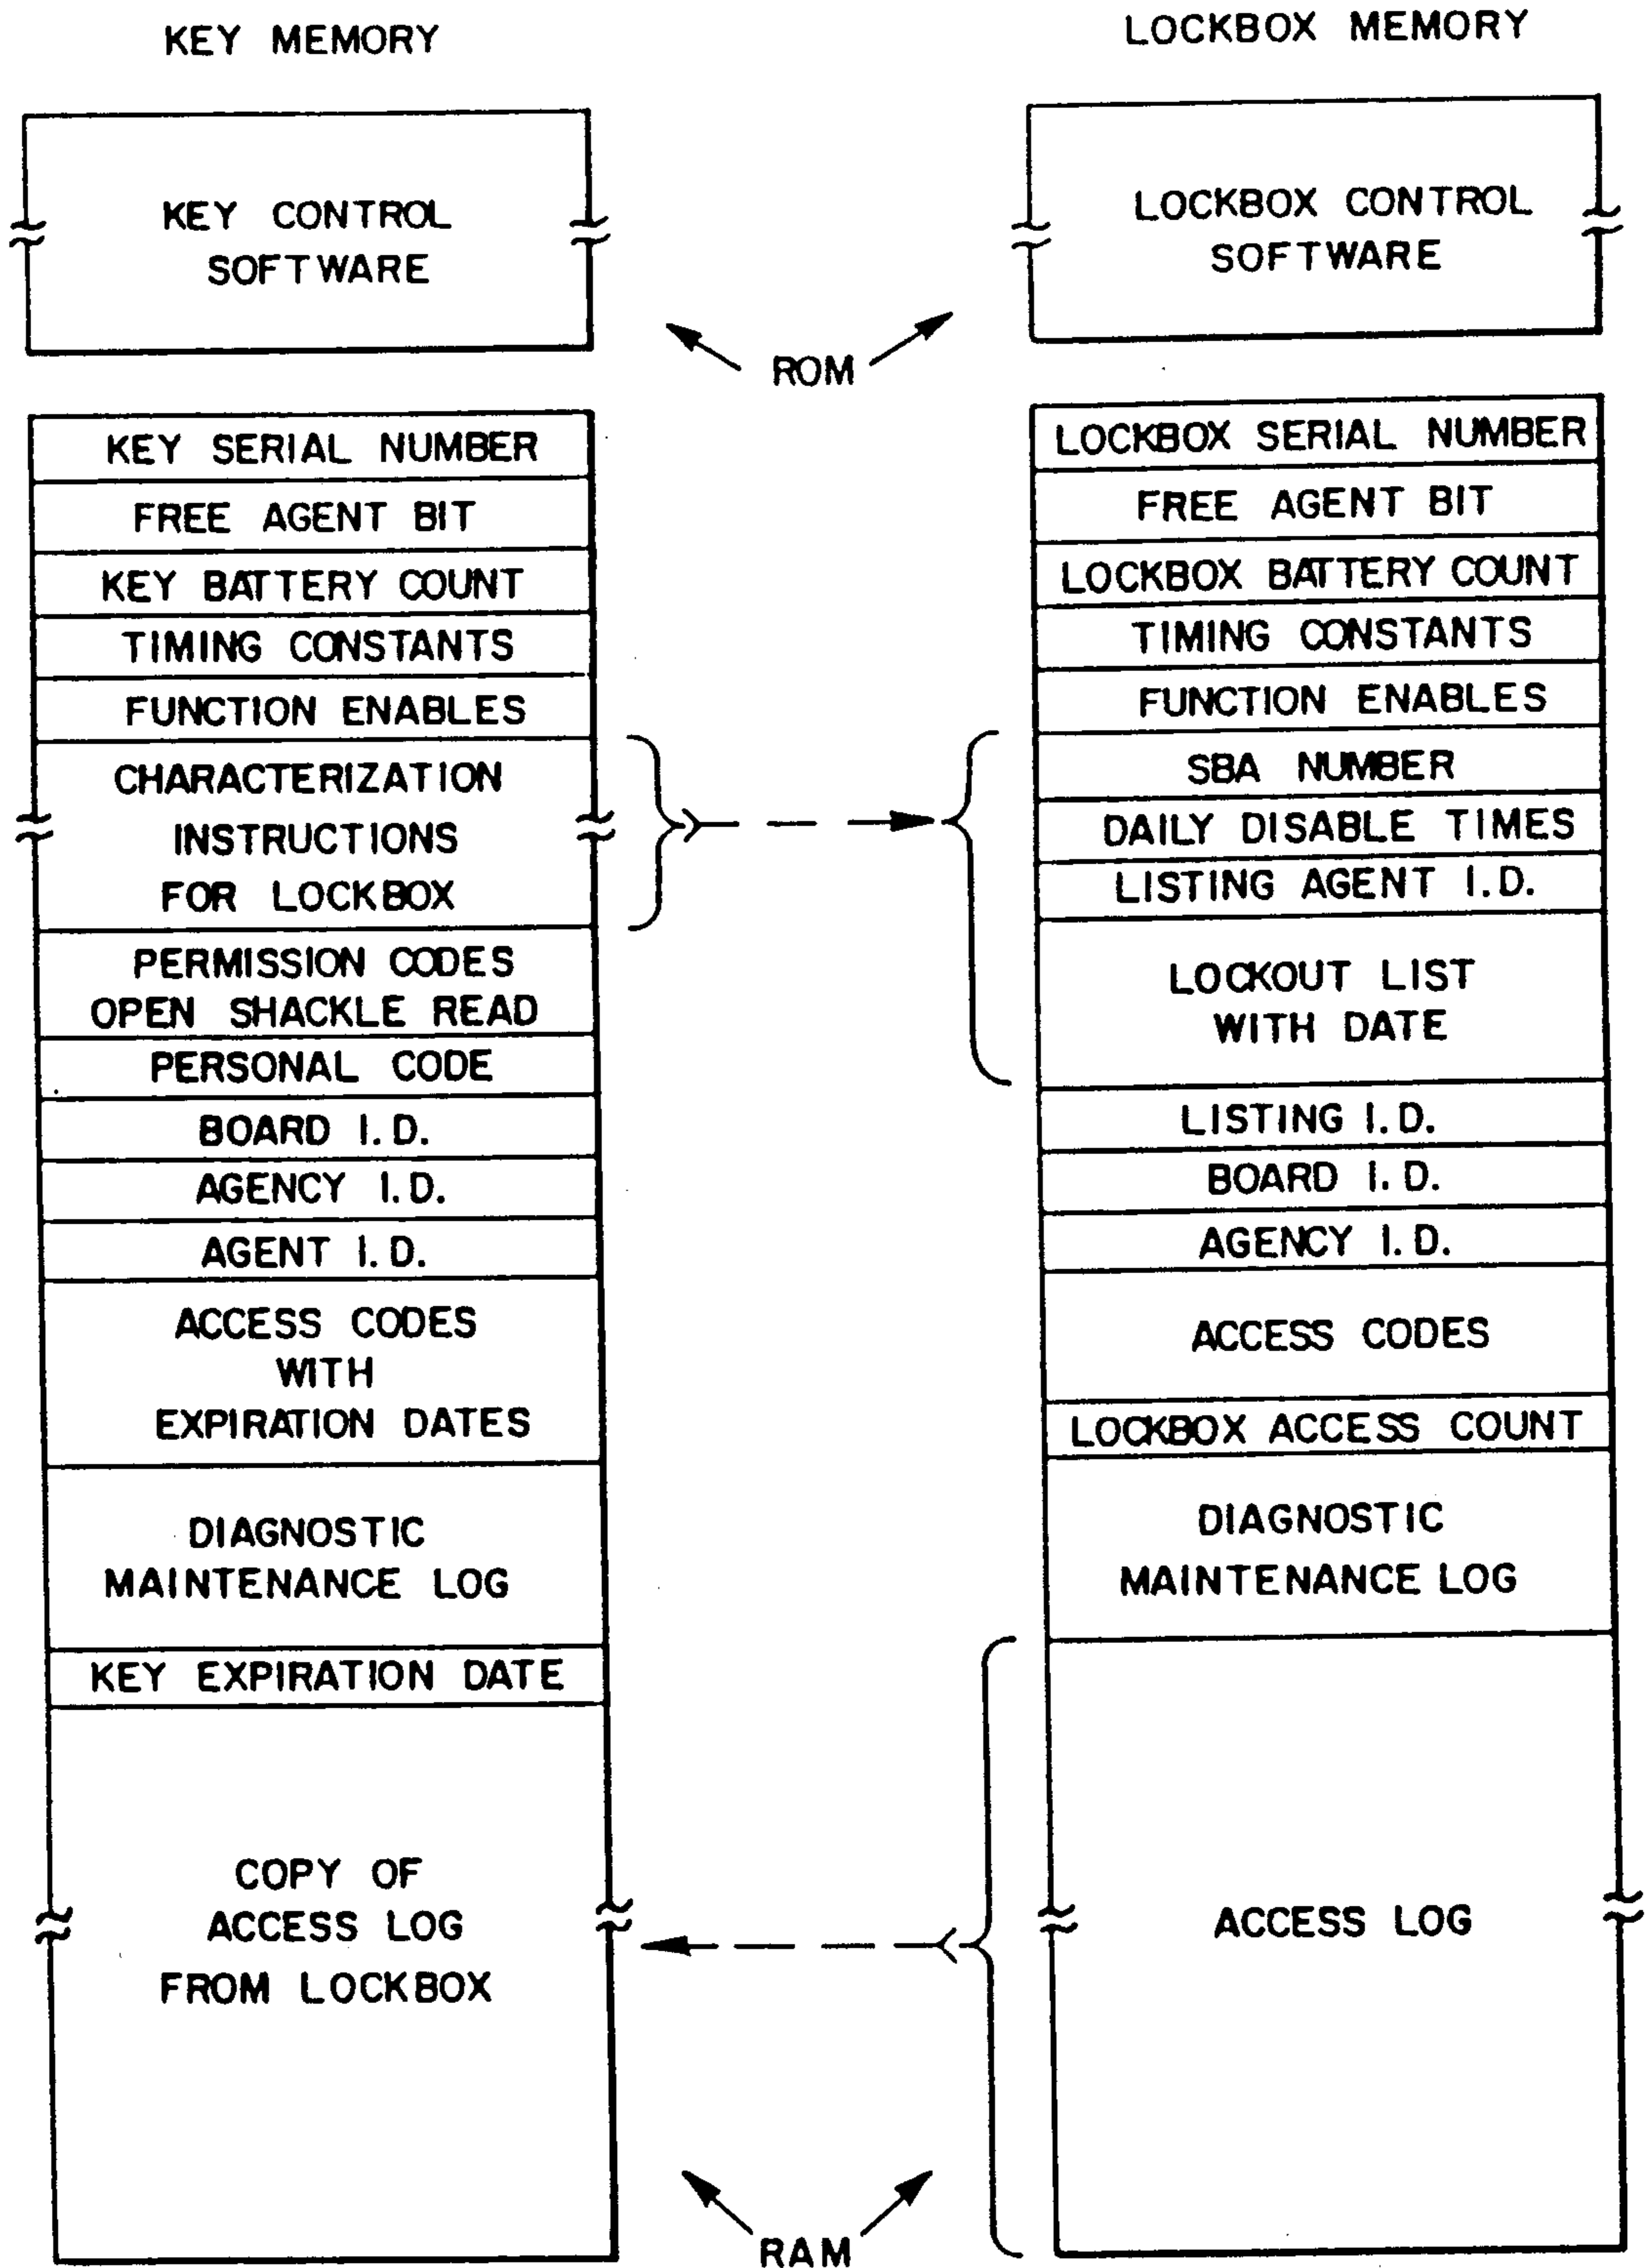 KEY MEMORY
KEY CONTROL
SOFTWARE
KEY SERIAL NUMBER
FREE AGENT BIT
KEY BATTERY COUNT
TIMING CONSTANTS
FUNCTION ENABLES
CHARACTERIZATION
INSTRUCTIONS
FOR LOCKBOX
PERMISSION CODES
OPEN SHACKLE READ
PERSONAL CODE
BOARD I.D.
AGENCY I.D.
AGENT I.D.
ACCESS CODES
WITH
EXPIRATION DATES
DIAGNOSTIC
MAINTENANCE LOG
KEY EXPIRATION DATE
COPY OF
ACCESS LOG
FROM LOCKBOX
ROM
RAM
LOCKBOX MEMORY
LOCKBOX CONTROL
SOFTWARE
LOCKBOX SERIAL NUMBER
FREE AGENT BIT
LOCKBOX BATTERY COUNT
TIMING CONSTANTS
FUNCTION ENABLES
SBA NUMBER
DAILY DISABLE TIMES
LISTING AGENT I.D.
LOCKOUT LIST
WITH DATE
LISTING I.D.
BOARD I.D.
AGENCY I.D.
ACCESS CODES
LOCKBOX ACCESS COUNT
DIAGNOSTIC
MAINTENANCE LOG
ACCESS LOG